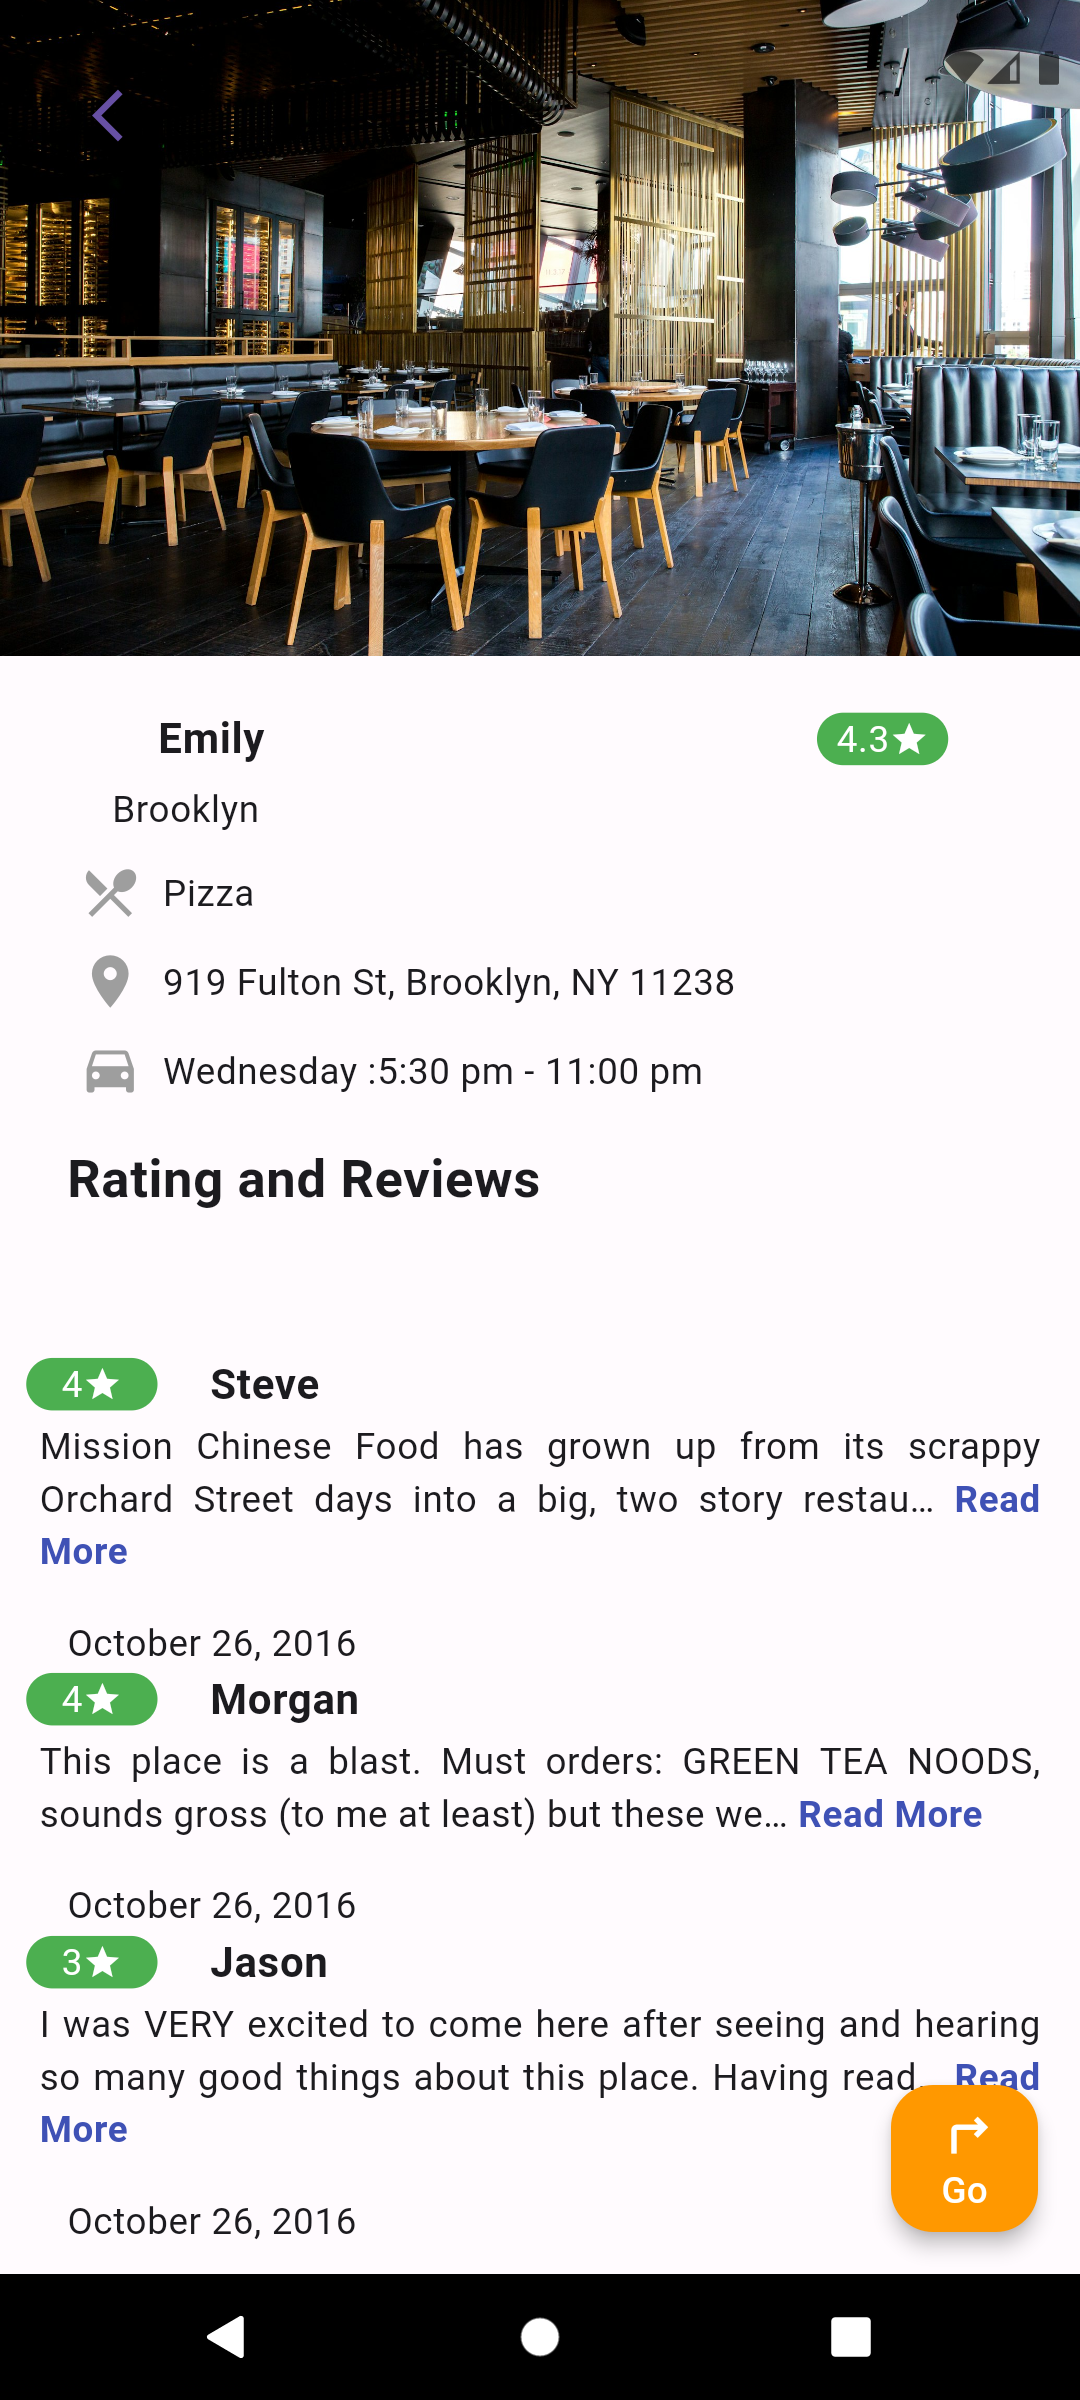 Emily
4.3
Brooklyn
Pizza
919 Fulton St, Brooklyn, NY 11238
Wednesday :5:30 pm - 11:00 pm
Rating and Reviews
4
Steve
Mission Chinese Food has grown up from its scrappy
Orchard Street days into a big, two story restau… Read
More
October 26, 2016
4
Morgan
This place is a blast. Must orders: GREEN TEA NOODS,
sounds gross (to me at least) but these we… Read More
October 26, 2016
3
Jason
I was VERY excited to come here after seeing and hearing
so many good things about this place. Having read… Read
More
Go
October 26, 2016